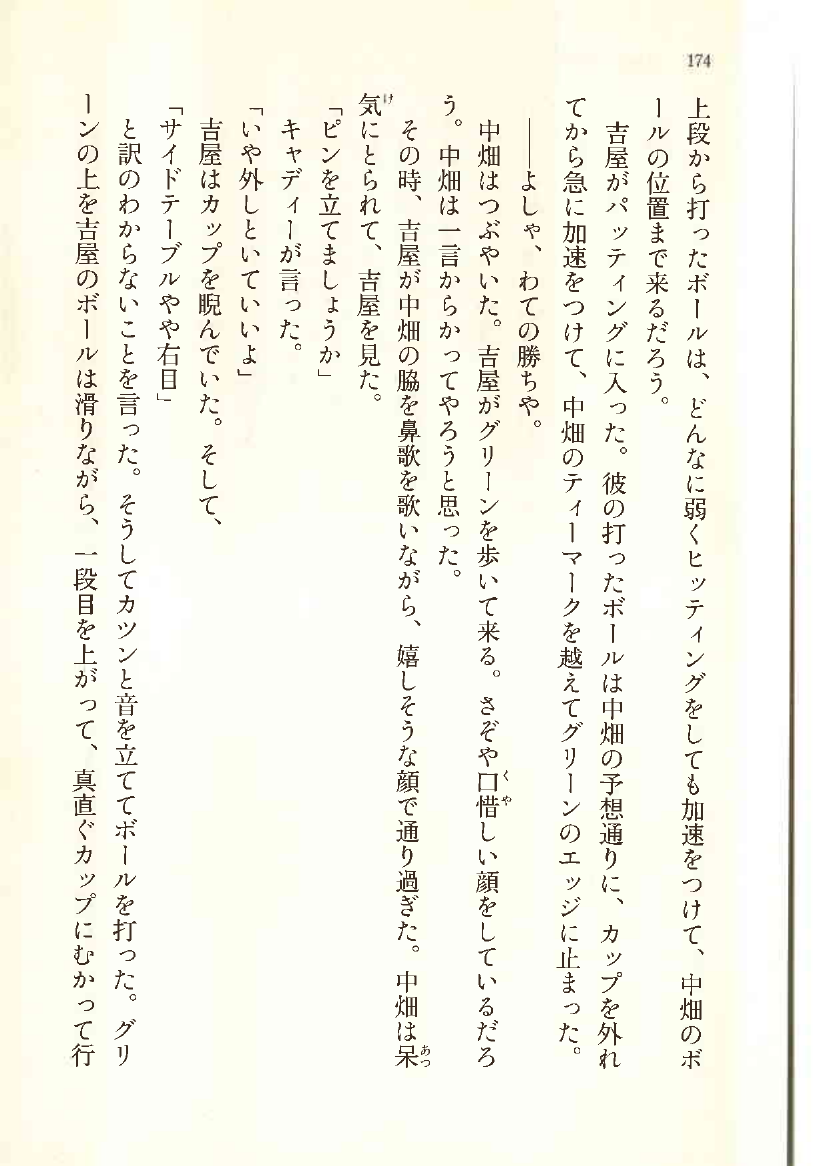 174
上段から打ったボールは、どんなに弱くヒッティングをしても加速をつけて、中畑のボ
ールの位置まで来るだろう。
吉屋がパッティングに入った。彼の打ったボールは中畑の予想通りに、カップを外れ
てから急に加速をつけて、中畑のティーマークを越えてグリーンのエッジに止まった。
――よしゃ、わての勝ちや。
中畑はつぶやいた。吉屋がグリーンを歩いて来る。さぞや口惜しい顔をしているだろ
う。中畑は一言からかってやろうと思った。
その時、吉屋が中畑の脇を鼻歌を歌いながら、嬉しそうな顔で通り過ぎた。中畑は呆
気にとられて、吉屋を見た。
「ピンを立てましょうか」
キャディーが言った。
「いや外しといていいよ」
吉屋はカップを睨んでいた。そして、
「サイドテーブルやや右目」
と訳のわからないことを言った。そうしてカツンと音を立ててボールを打った。グリ
ーンの上を吉屋のボールは滑りながら、一段目を上がって、真直ぐカップにむかって行